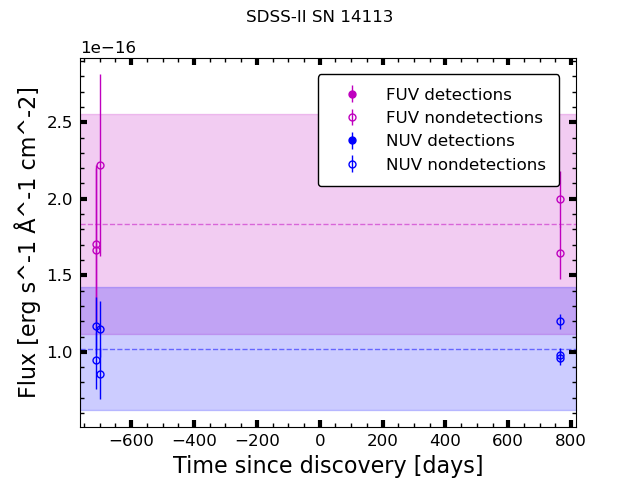 SDSS-II SN 14113
1e−16
FUV detections
FUV nondetections
NUV detections
NUV nondetections
2.5
2.0
1.5
1.0
Flux [erg s^-1 Å^-1 cm^-2]
−600 −400 −200 0 200 400 600 800
Time since discovery [days]